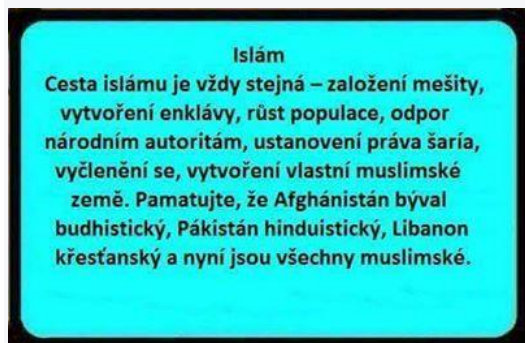 Islám
Cesta islámu je vždy stejná – založení mešity,
vytvoření enklávy, růst populace, odpor
národním autoritám, ustanovení práva šaría,
vyčlenění se, vytvoření vlastní muslimské
země. Pamatujte, že Afghánistán býval
budhistický, Pákistán hinduistický, Libanon
křesťanský a nyní jsou všechny muslimské.